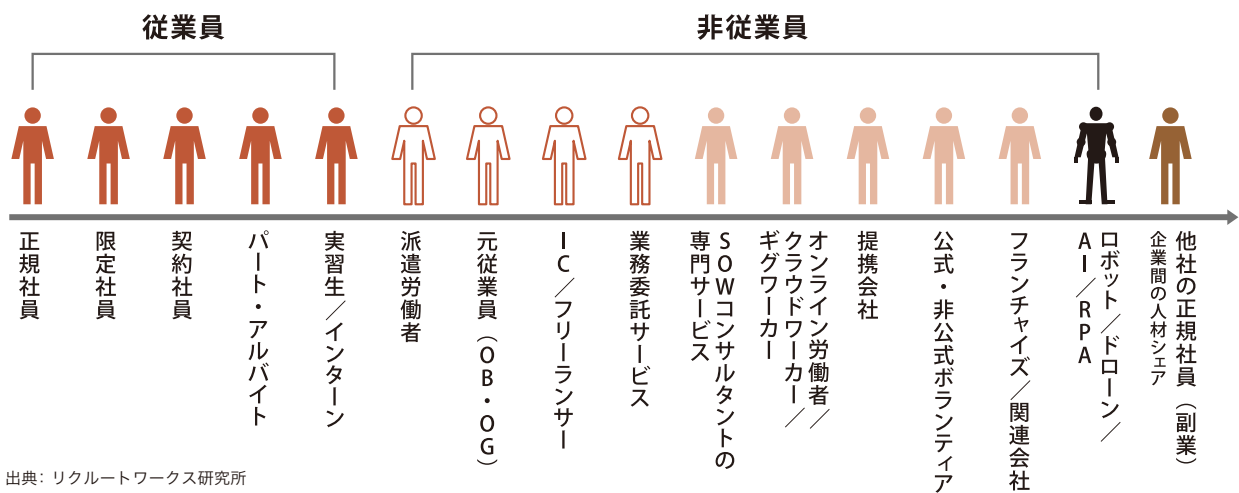 従業員
非従業員
正規社員
限定社員
契約社員
パート・アルバイト
実習生／インターン
派遣労働者
元従業員（OB・OG）
IC／フリーランサー
業務委託サービス
SOWコンサルタントの
専門サービス
オンライン労働者／
クラウドワーカー／
ギグワーカー
提携会社
公式・非公式ボランティア
フランチャイズ／関連会社
ロボット／ドローン／
AI／RPA
他社の正規社員（副業）
企業間の人材シェア
出典：リクルートワークス研究所